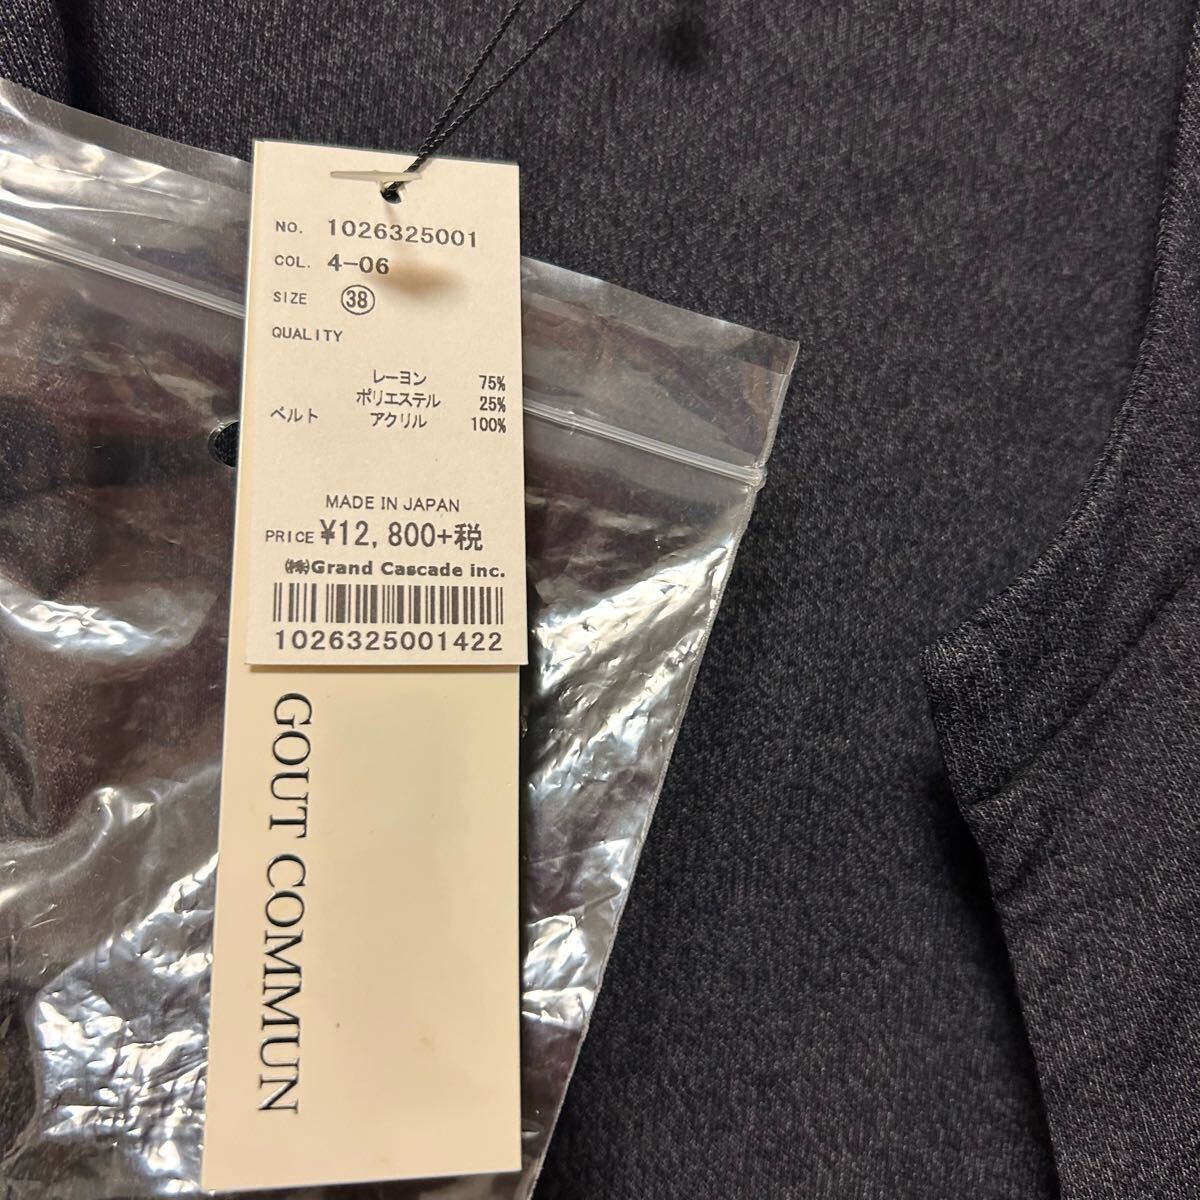 NO. 1026325001
COL. 4-06
SIZE 38
QUALITY
レーヨン 75%
ポリエステル 25%
ベルト アクリル 100%
MADE IN JAPAN
PRICE ¥12,800+税
㈱Grand Cascade inc.
1026325001422
GOUT COMMUN